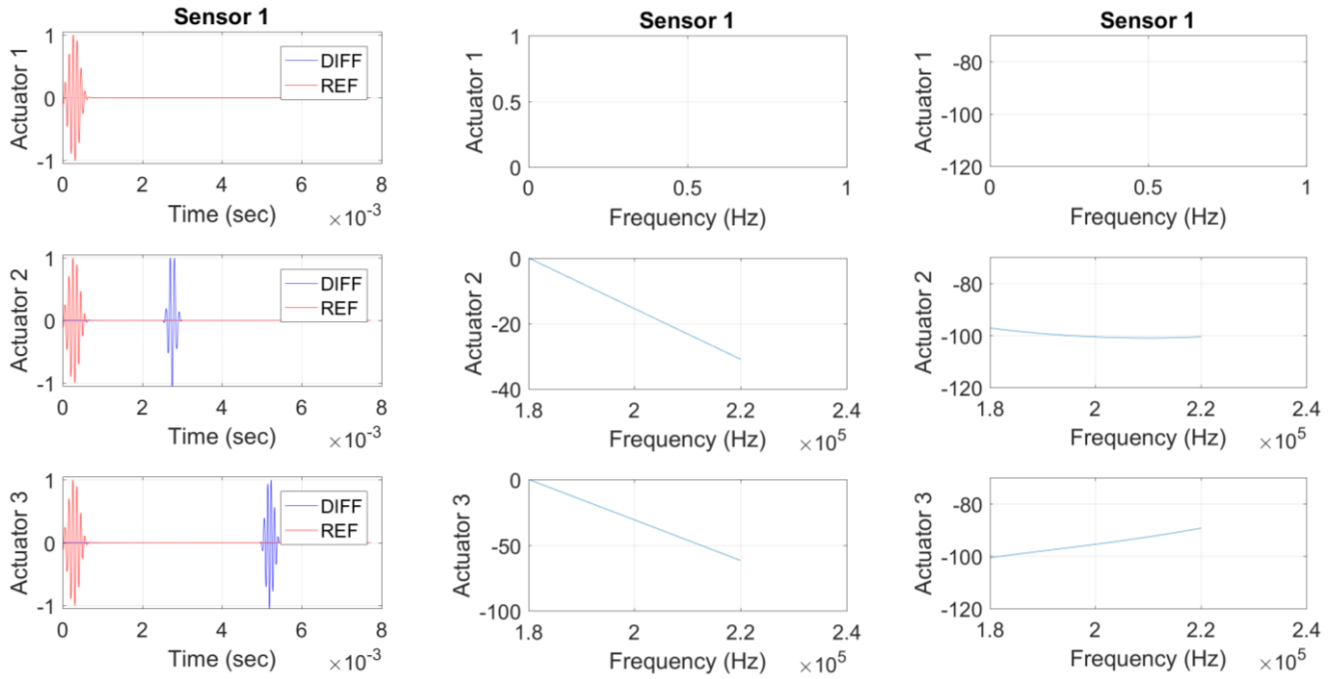 Sensor 1
Actuator 1
1
0
-1
DIFF
REF
0 2 4 6 8
Time (sec) ×10-3
Sensor 1
Actuator 1
1
0.5
0
0 0.5 1
Frequency (Hz)
Sensor 1
Actuator 1
-80
-100
-120
0 0.5 1
Frequency (Hz)
Actuator 2
1
0
-1
DIFF
REF
0 2 4 6 8
Time (sec) ×10-3
Actuator 2
0
-20
-40
1.8 2 2.2 2.4
Frequency (Hz) ×105
Actuator 2
-80
-100
-120
1.8 2 2.2 2.4
Frequency (Hz) ×105
Actuator 3
1
0
-1
DIFF
REF
0 2 4 6 8
Time (sec) ×10-3
Actuator 3
0
-50
-100
1.8 2 2.2 2.4
Frequency (Hz) ×105
Actuator 3
-80
-100
-120
1.8 2 2.2 2.4
Frequency (Hz) ×105